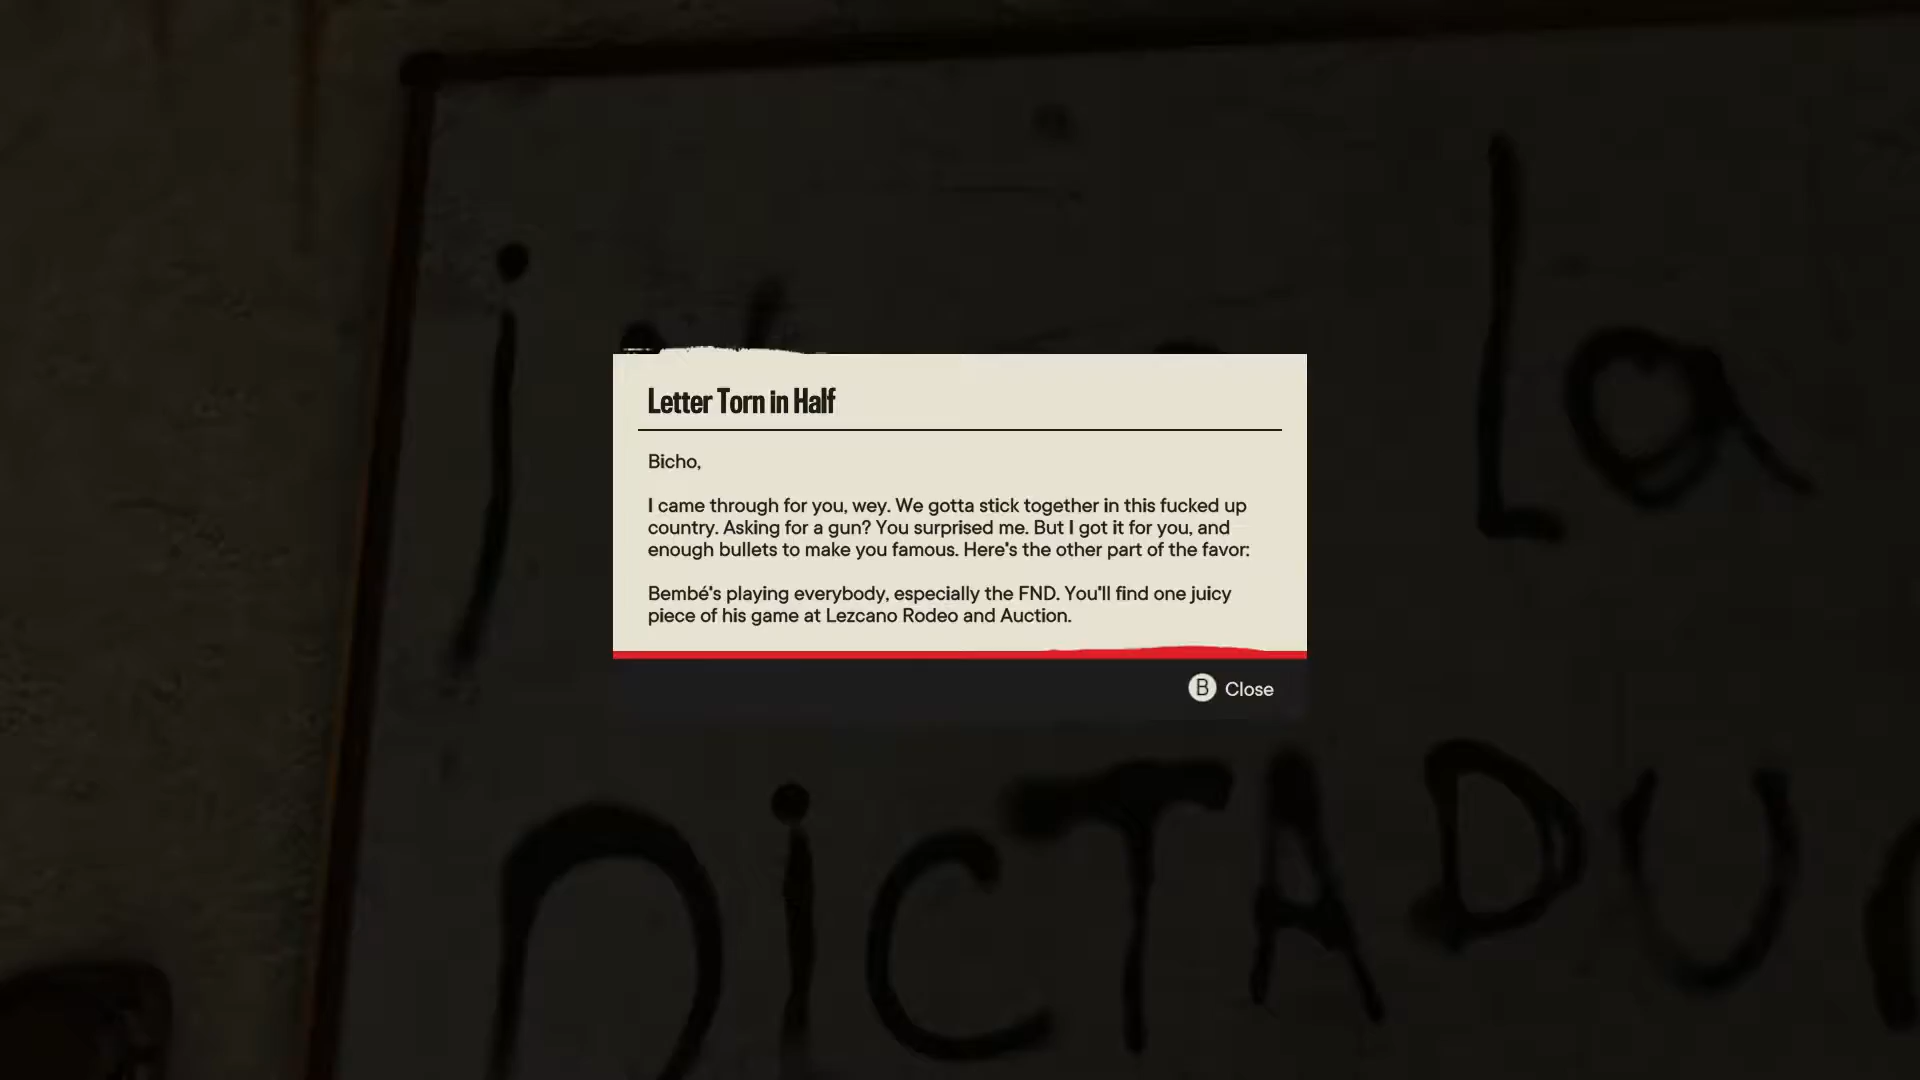 La
Letter Torn in Half
Bicho,
I came through for you, wey. We gotta stick together in this fucked up
country. Asking for a gun? You surprised me. But I got it for you, and
enough bullets to make you famous. Here's the other part of the favor:
Bembé's playing everybody, especially the FND. You'll find one juicy
piece of his game at Lezcano Rodeo and Auction.
B Close
DiCTADU